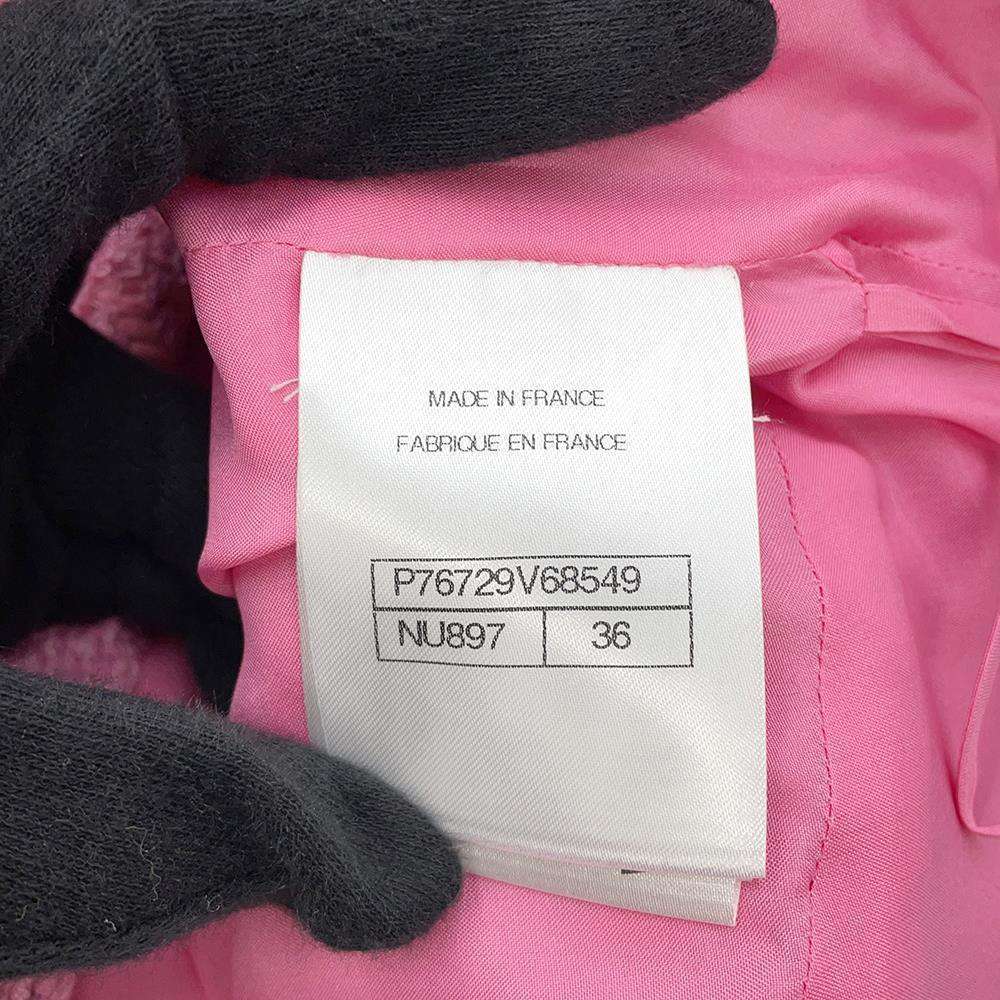 MADE IN FRANCE
FABRIQUE EN FRANCE
P76729V68549
NU897 36